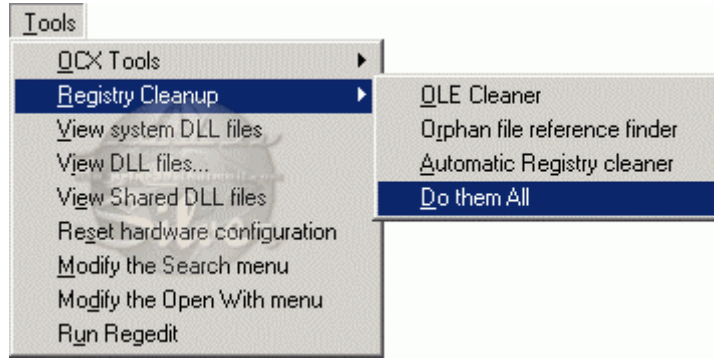 Tools
OCX Tools
Registry Cleanup
View system DLL files
View DLL files...
View Shared DLL files
Reset hardware configuration
Modify the Search menu
Modify the Open With menu
Run Regedit
OLE Cleaner
Orphan file reference finder
Automatic Registry cleaner
Do them All